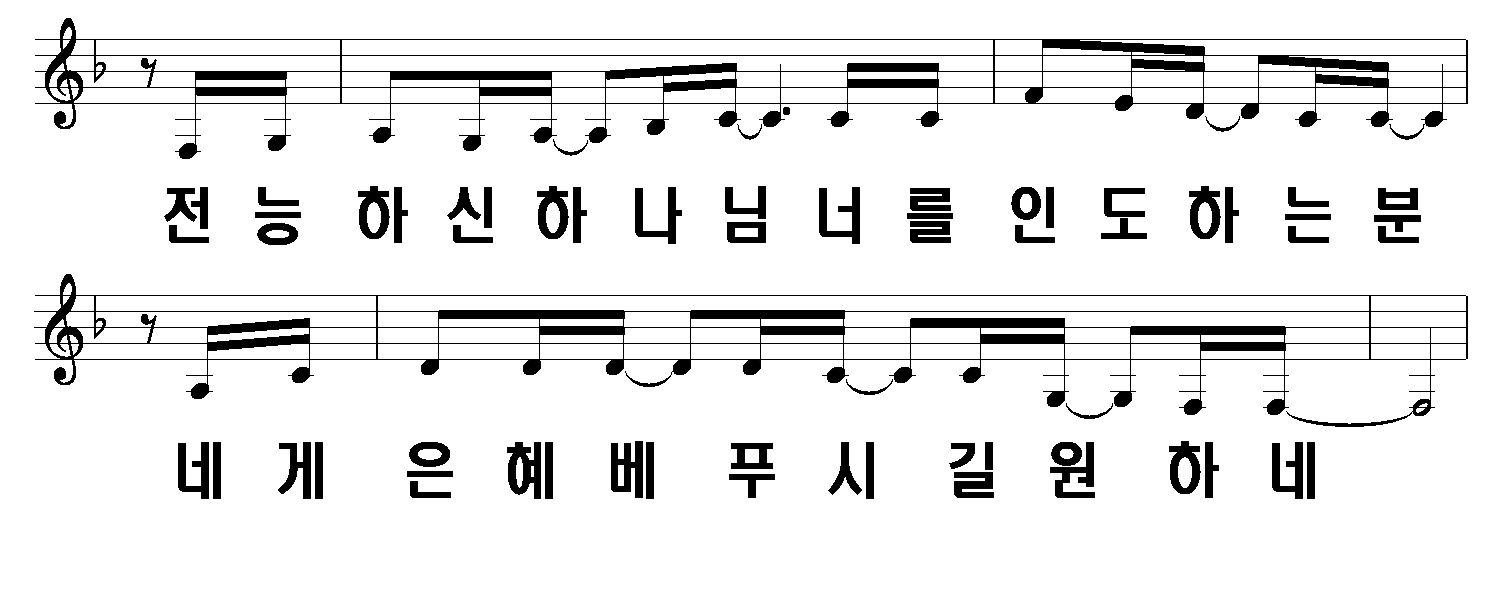 전 능 하 신 하 나 님 너 를 인 도 하 는 분
네 게 은 혜 베 푸 시 길 원 하 네